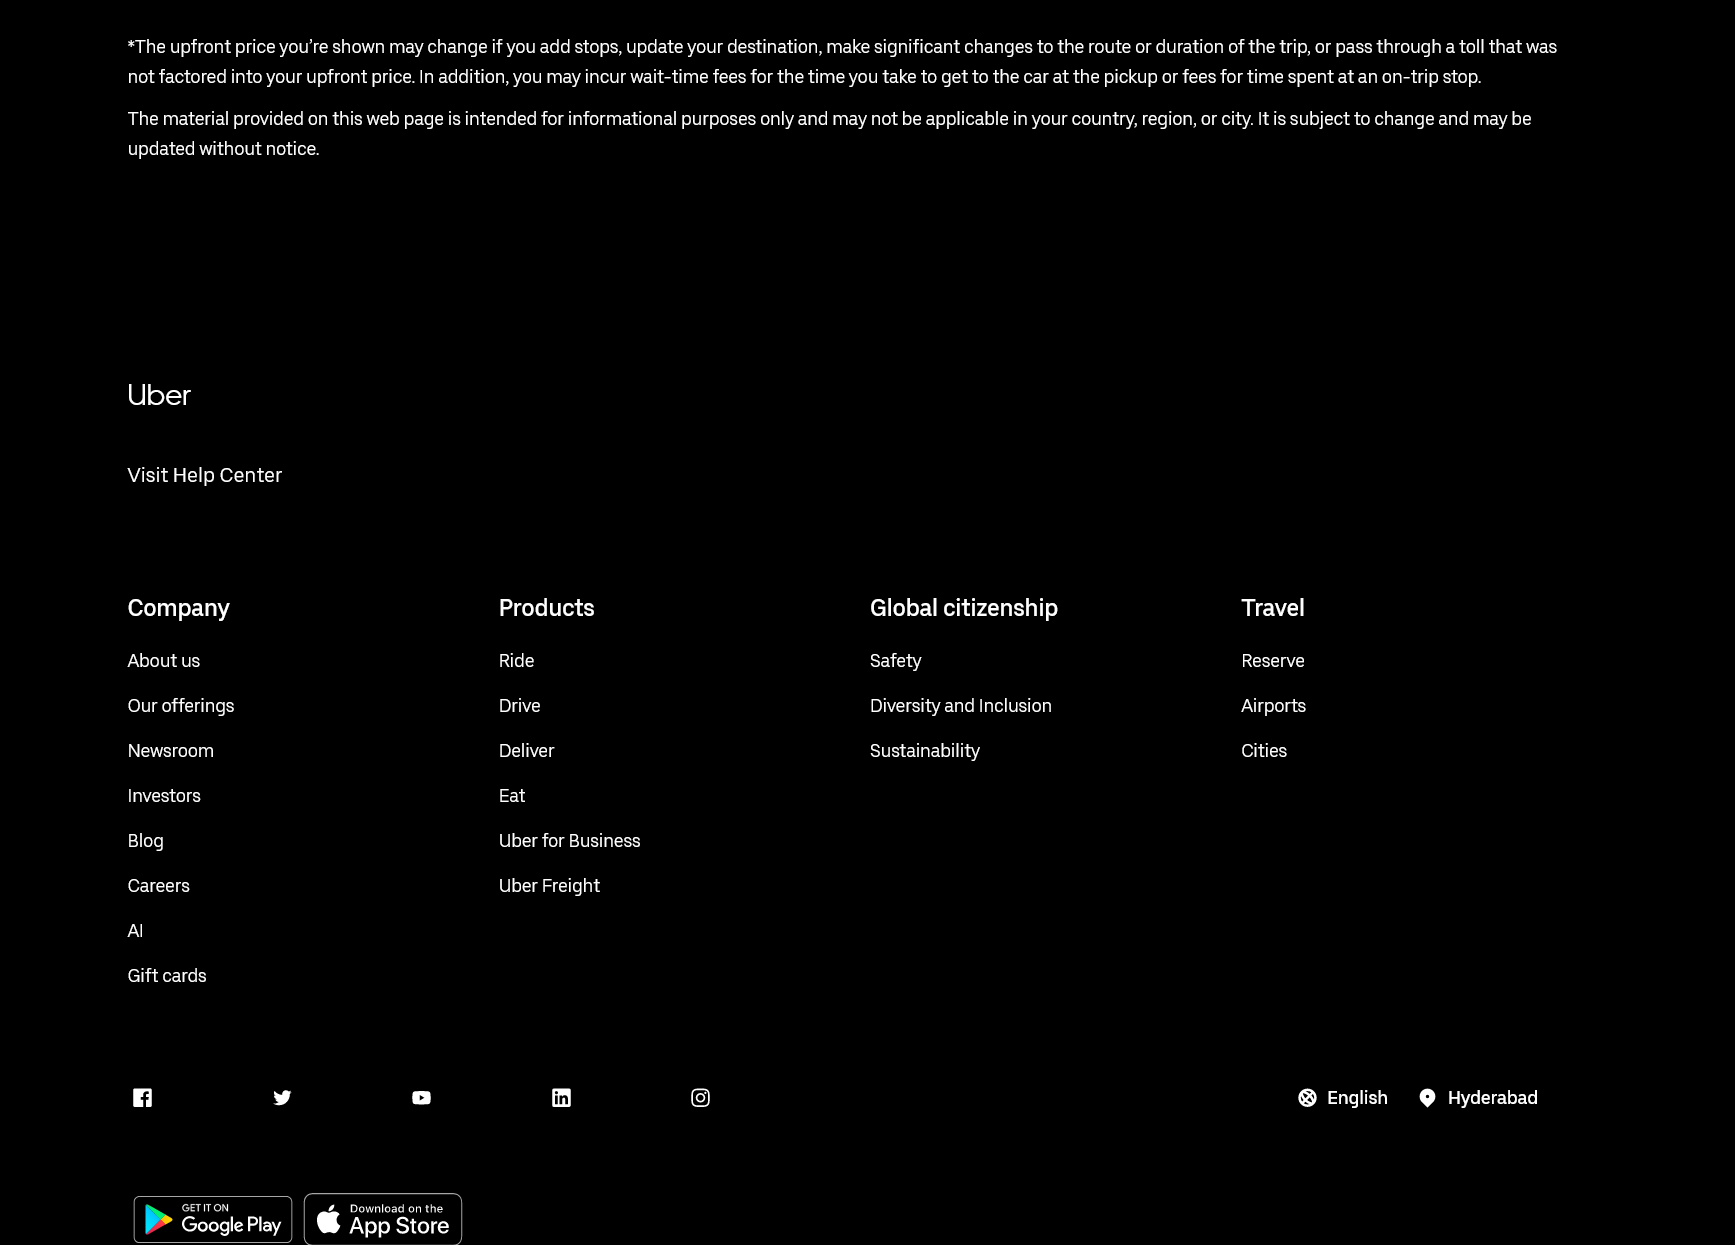 *The upfront price you’re shown may change if you add stops, update your destination, make significant changes to the route or duration of the trip, or pass through a toll that was
not factored into your upfront price. In addition, you may incur wait-time fees for the time you take to get to the car at the pickup or fees for time spent at an on-trip stop.
The material provided on this web page is intended for informational purposes only and may not be applicable in your country, region, or city. It is subject to change and may be
updated without notice.
Uber
Visit Help Center
Company
About us
Our offerings
Newsroom
Investors
Blog
Careers
AI
Gift cards
Products
Ride
Drive
Deliver
Eat
Uber for Business
Uber Freight
Global citizenship
Safety
Diversity and Inclusion
Sustainability
Travel
Reserve
Airports
Cities
English
Hyderabad
GET IT ON
Google Play
Download on the
App Store